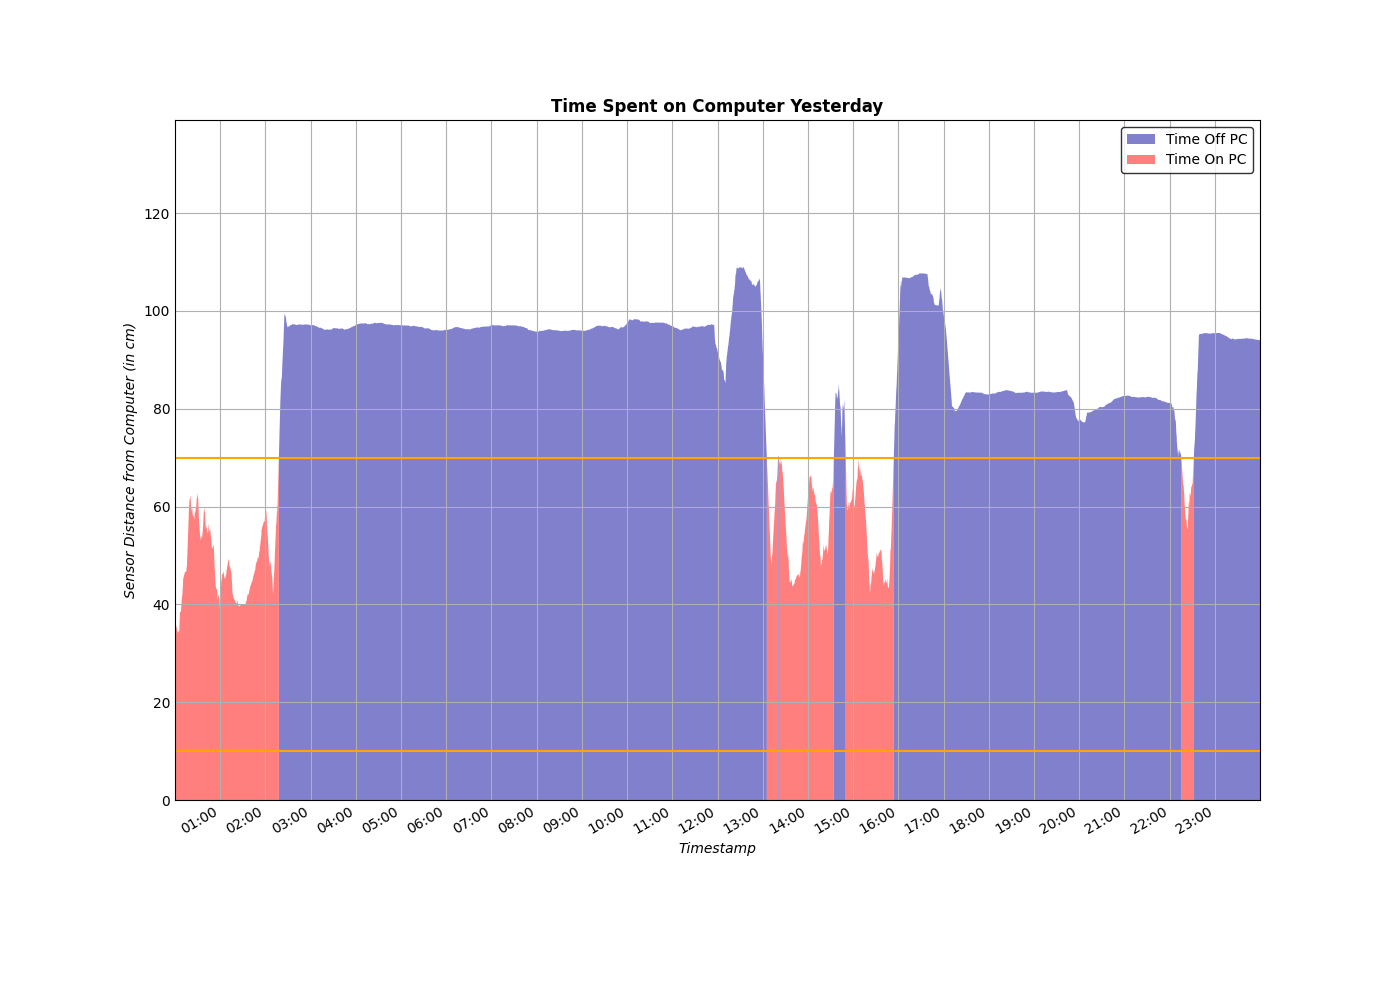 Time Spent on Computer Yesterday
Time Off PC
Time On PC
Sensor Distance from Computer (in cm)
120
100
80
60
40
20
0
01:00 02:00 03:00 04:00 05:00 06:00 07:00 08:00 09:00 10:00 11:00 12:00 13:00 14:00 15:00 16:00 17:00 18:00 19:00 20:00 21:00 22:00 23:00
Timestamp